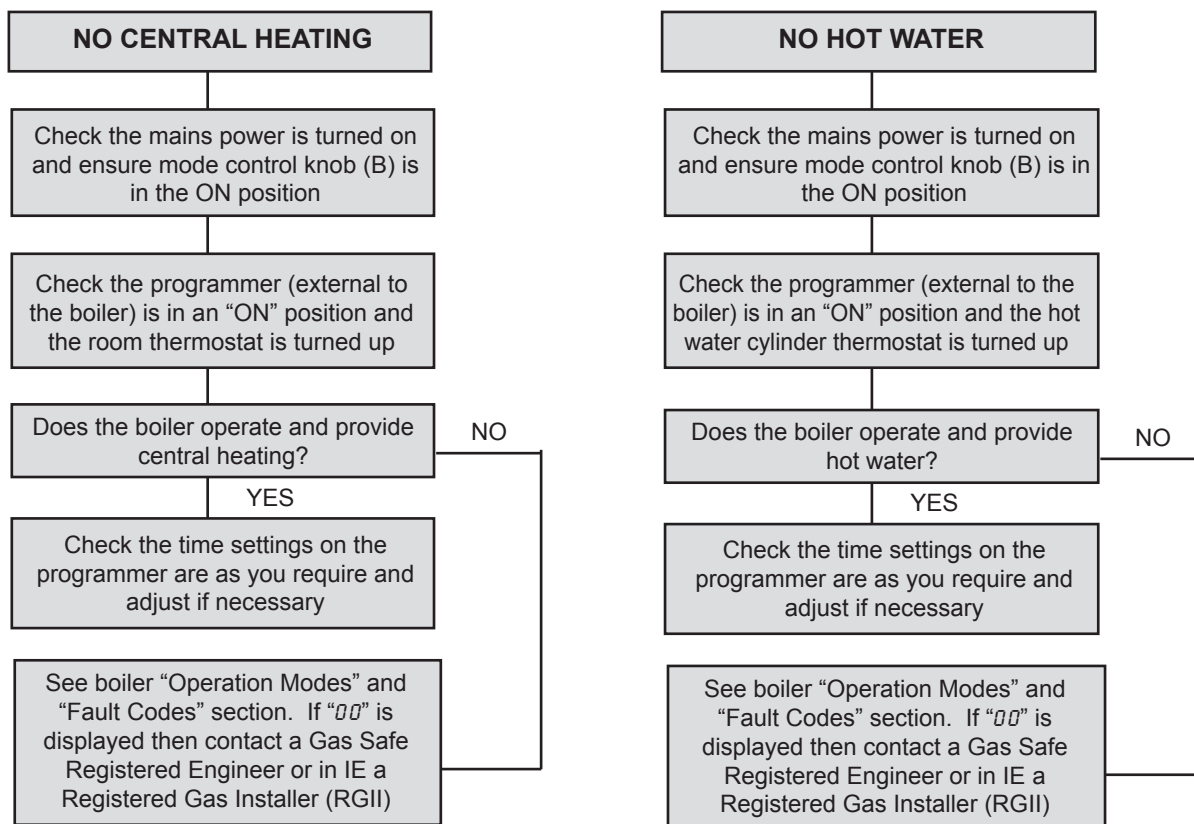 NO CENTRAL HEATING
Check the mains power is turned on
and ensure mode control knob (B) is
in the ON position
Check the programmer (external to
the boiler) is in an “ON” position and
the room thermostat is turned up
Does the boiler operate and provide
central heating?
NO
YES
Check the time settings on the
programmer are as you require and
adjust if necessary
See boiler “Operation Modes” and
“Fault Codes” section. If “00” is
displayed then contact a Gas Safe
Registered Engineer or in IE a
Registered Gas Installer (RGII)
NO HOT WATER
Check the mains power is turned on
and ensure mode control knob (B) is in
the ON position
Check the programmer (external to the
boiler) is in an “ON” position and the hot
water cylinder thermostat is turned up
Does the boiler operate and provide
hot water?
NO
YES
Check the time settings on the
programmer are as you require and
adjust if necessary
See boiler “Operation Modes” and
“Fault Codes” section. If “00” is
displayed then contact a Gas Safe
Registered Engineer or in IE a
Registered Gas Installer (RGII)